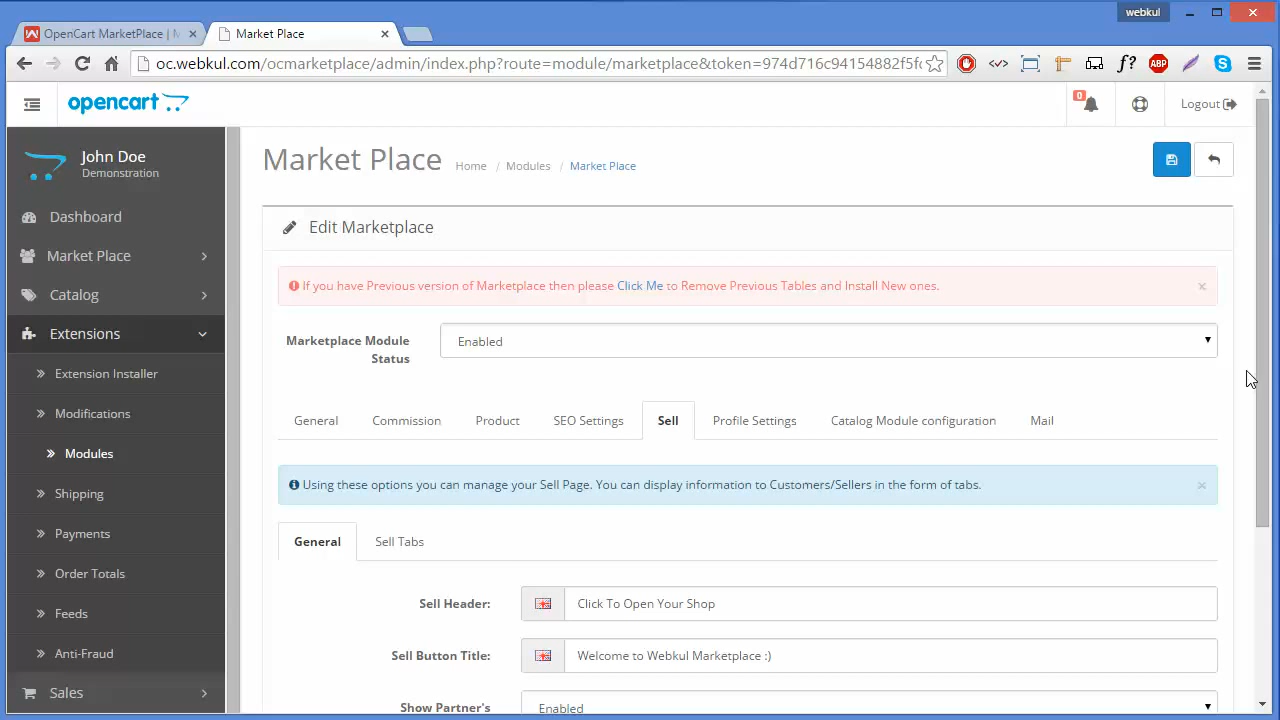 webkul
OpenCart MarketPlace |
Market Place
oc.webkul.com/ocmarketplace/admin/index.php?route=module/marketplace&token=974d716c94154882f5f
f?
ABP
opencart
0
Logout
John Doe
Demonstration
Market Place
Home / Modules / Market Place
Dashboard
Market Place
Catalog
Extensions
Extension Installer
Modifications
Modules
Shipping
Payments
Order Totals
Feeds
Anti-Fraud
Sales
Edit Marketplace
If you have Previous version of Marketplace then please Click Me to Remove Previous Tables and Install New ones.
Marketplace Module
Status
Enabled
General Commission Product SEO Settings Sell Profile Settings Catalog Module configuration Mail
Using these options you can manage your Sell Page. You can display information to Customers/Sellers in the form of tabs.
General Sell Tabs
Sell Header: Click To Open Your Shop
Sell Button Title: Welcome to Webkul Marketplace :)
Show Partner's Enabled